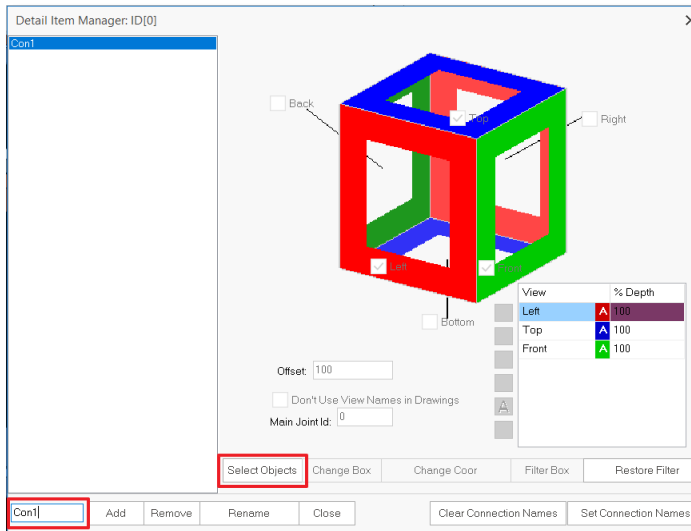 Detail Item Manager: ID[0]
Con1
Back
Top
Right
Left
Bottom
View % Depth
Left A 100
Top A 100
Front A 100
Offset: 100
Don't Use View Names in Drawings
A
Main Joint Id: 0
Select Objects Change Box Change Coor Filter Box Restore Filter
Con1 Add Remove Rename Close Clear Connection Names Set Connection Names